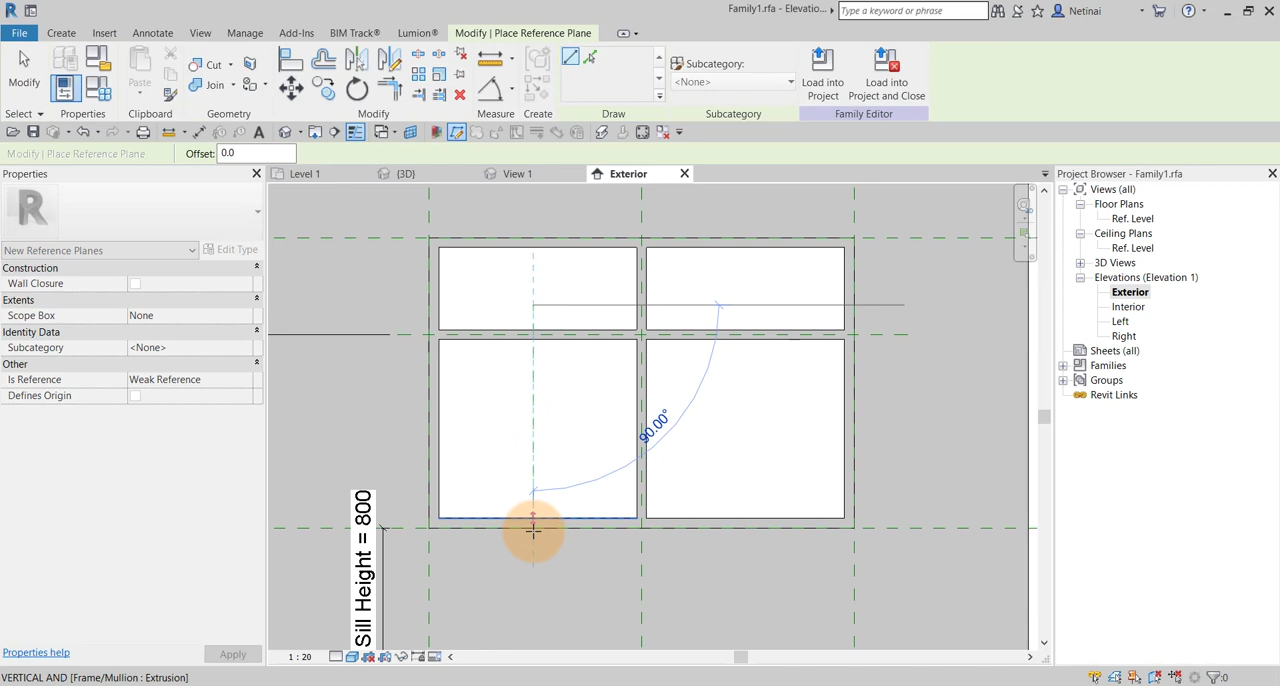 Family1.rfa - Elevatio...
Type a keyword or phrase
Netinai
File Create Insert Annotate View Manage Add-Ins BIM Track® Lumion® Modify | Place Reference Plane
Modify
Paste
Cut
Join
Subcategory:
<None>
Load into
Project
Load into
Project and Close
Select Properties Clipboard Geometry Modify Measure Create Draw Subcategory Family Editor
Modify | Place Reference Plane Offset: 0.0
Properties
Level 1 {3D} View 1 Exterior
Project Browser - Family1.rfa
New Reference Planes
Edit Type
Construction
Wall Closure
Extents
Scope Box None
Identity Data
Subcategory <None>
Other
Is Reference Weak Reference
Defines Origin
Properties help
Apply
90.00°
Sill Height = 800
1 : 20
Views (all)
Floor Plans
Ref. Level
Ceiling Plans
Ref. Level
3D Views
Elevations (Elevation 1)
Exterior
Interior
Left
Right
Sheets (all)
Families
Groups
Revit Links
VERTICAL AND [Frame/Mullion : Extrusion]
:0